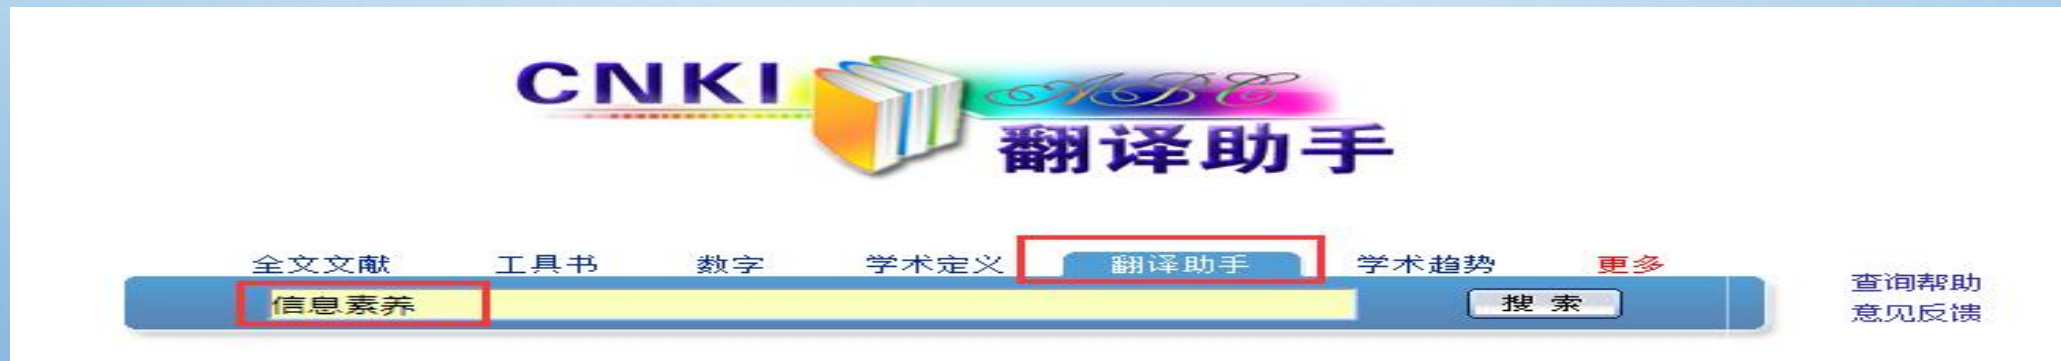 CNKI
ABC
翻译助手
全文文献 工具书 数字 学术定义 翻译助手 学术趋势 更多
信息素养 搜 索
查询帮助
意见反馈